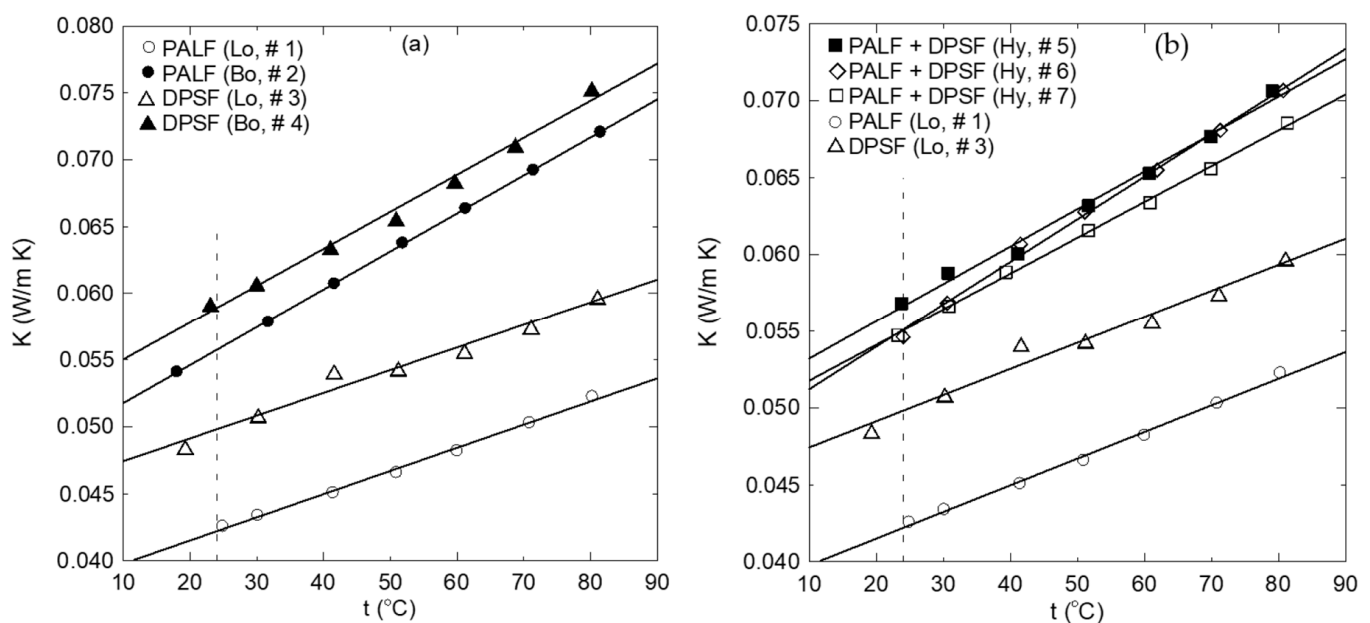 (a)
PALF (Lo, # 1)
PALF (Bo, # 2)
DPSF (Lo, # 3)
DPSF (Bo, # 4)
K (W/m K)
0.080
0.075
0.070
0.065
0.060
0.055
0.050
0.045
0.040
10 20 30 40 50 60 70 80 90
t (°C)
(b)
PALF + DPSF (Hy, # 5)
PALF + DPSF (Hy, # 6)
PALF + DPSF (Hy, # 7)
PALF (Lo, # 1)
DPSF (Lo, # 3)
K (W/m K)
0.075
0.070
0.065
0.060
0.055
0.050
0.045
0.040
10 20 30 40 50 60 70 80 90
t (°C)